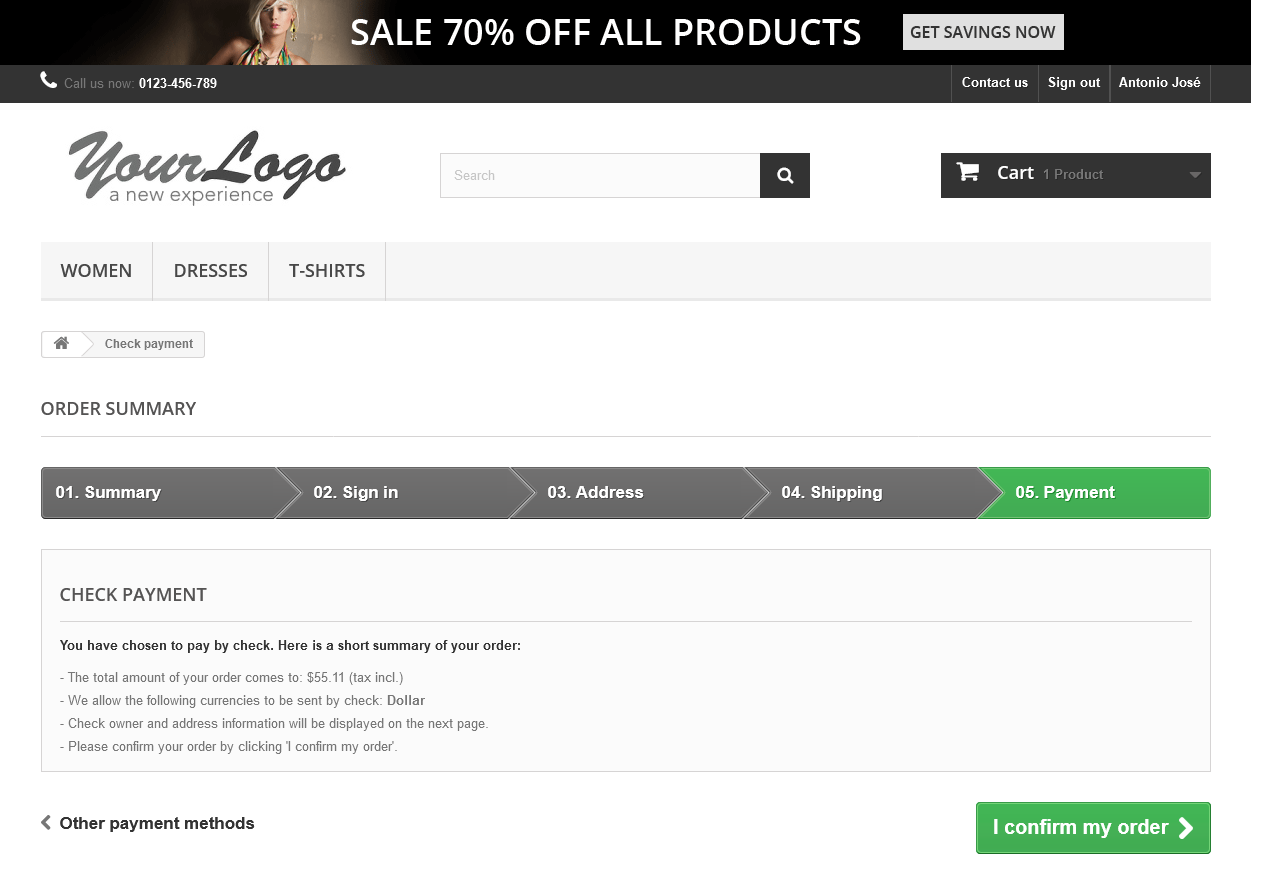 SALE 70% OFF ALL PRODUCTS GET SAVINGS NOW
Call us now: 0123-456-789 Contact us Sign out Antonio José
YourLogo
a new experience
Search
Cart 1 Product
WOMEN DRESSES T-SHIRTS
Check payment
ORDER SUMMARY
01. Summary 02. Sign in 03. Address 04. Shipping 05. Payment
CHECK PAYMENT
You have chosen to pay by check. Here is a short summary of your order:
- The total amount of your order comes to: $55.11 (tax incl.)
- We allow the following currencies to be sent by check: Dollar
- Check owner and address information will be displayed on the next page.
- Please confirm your order by clicking 'I confirm my order'.
Other payment methods I confirm my order